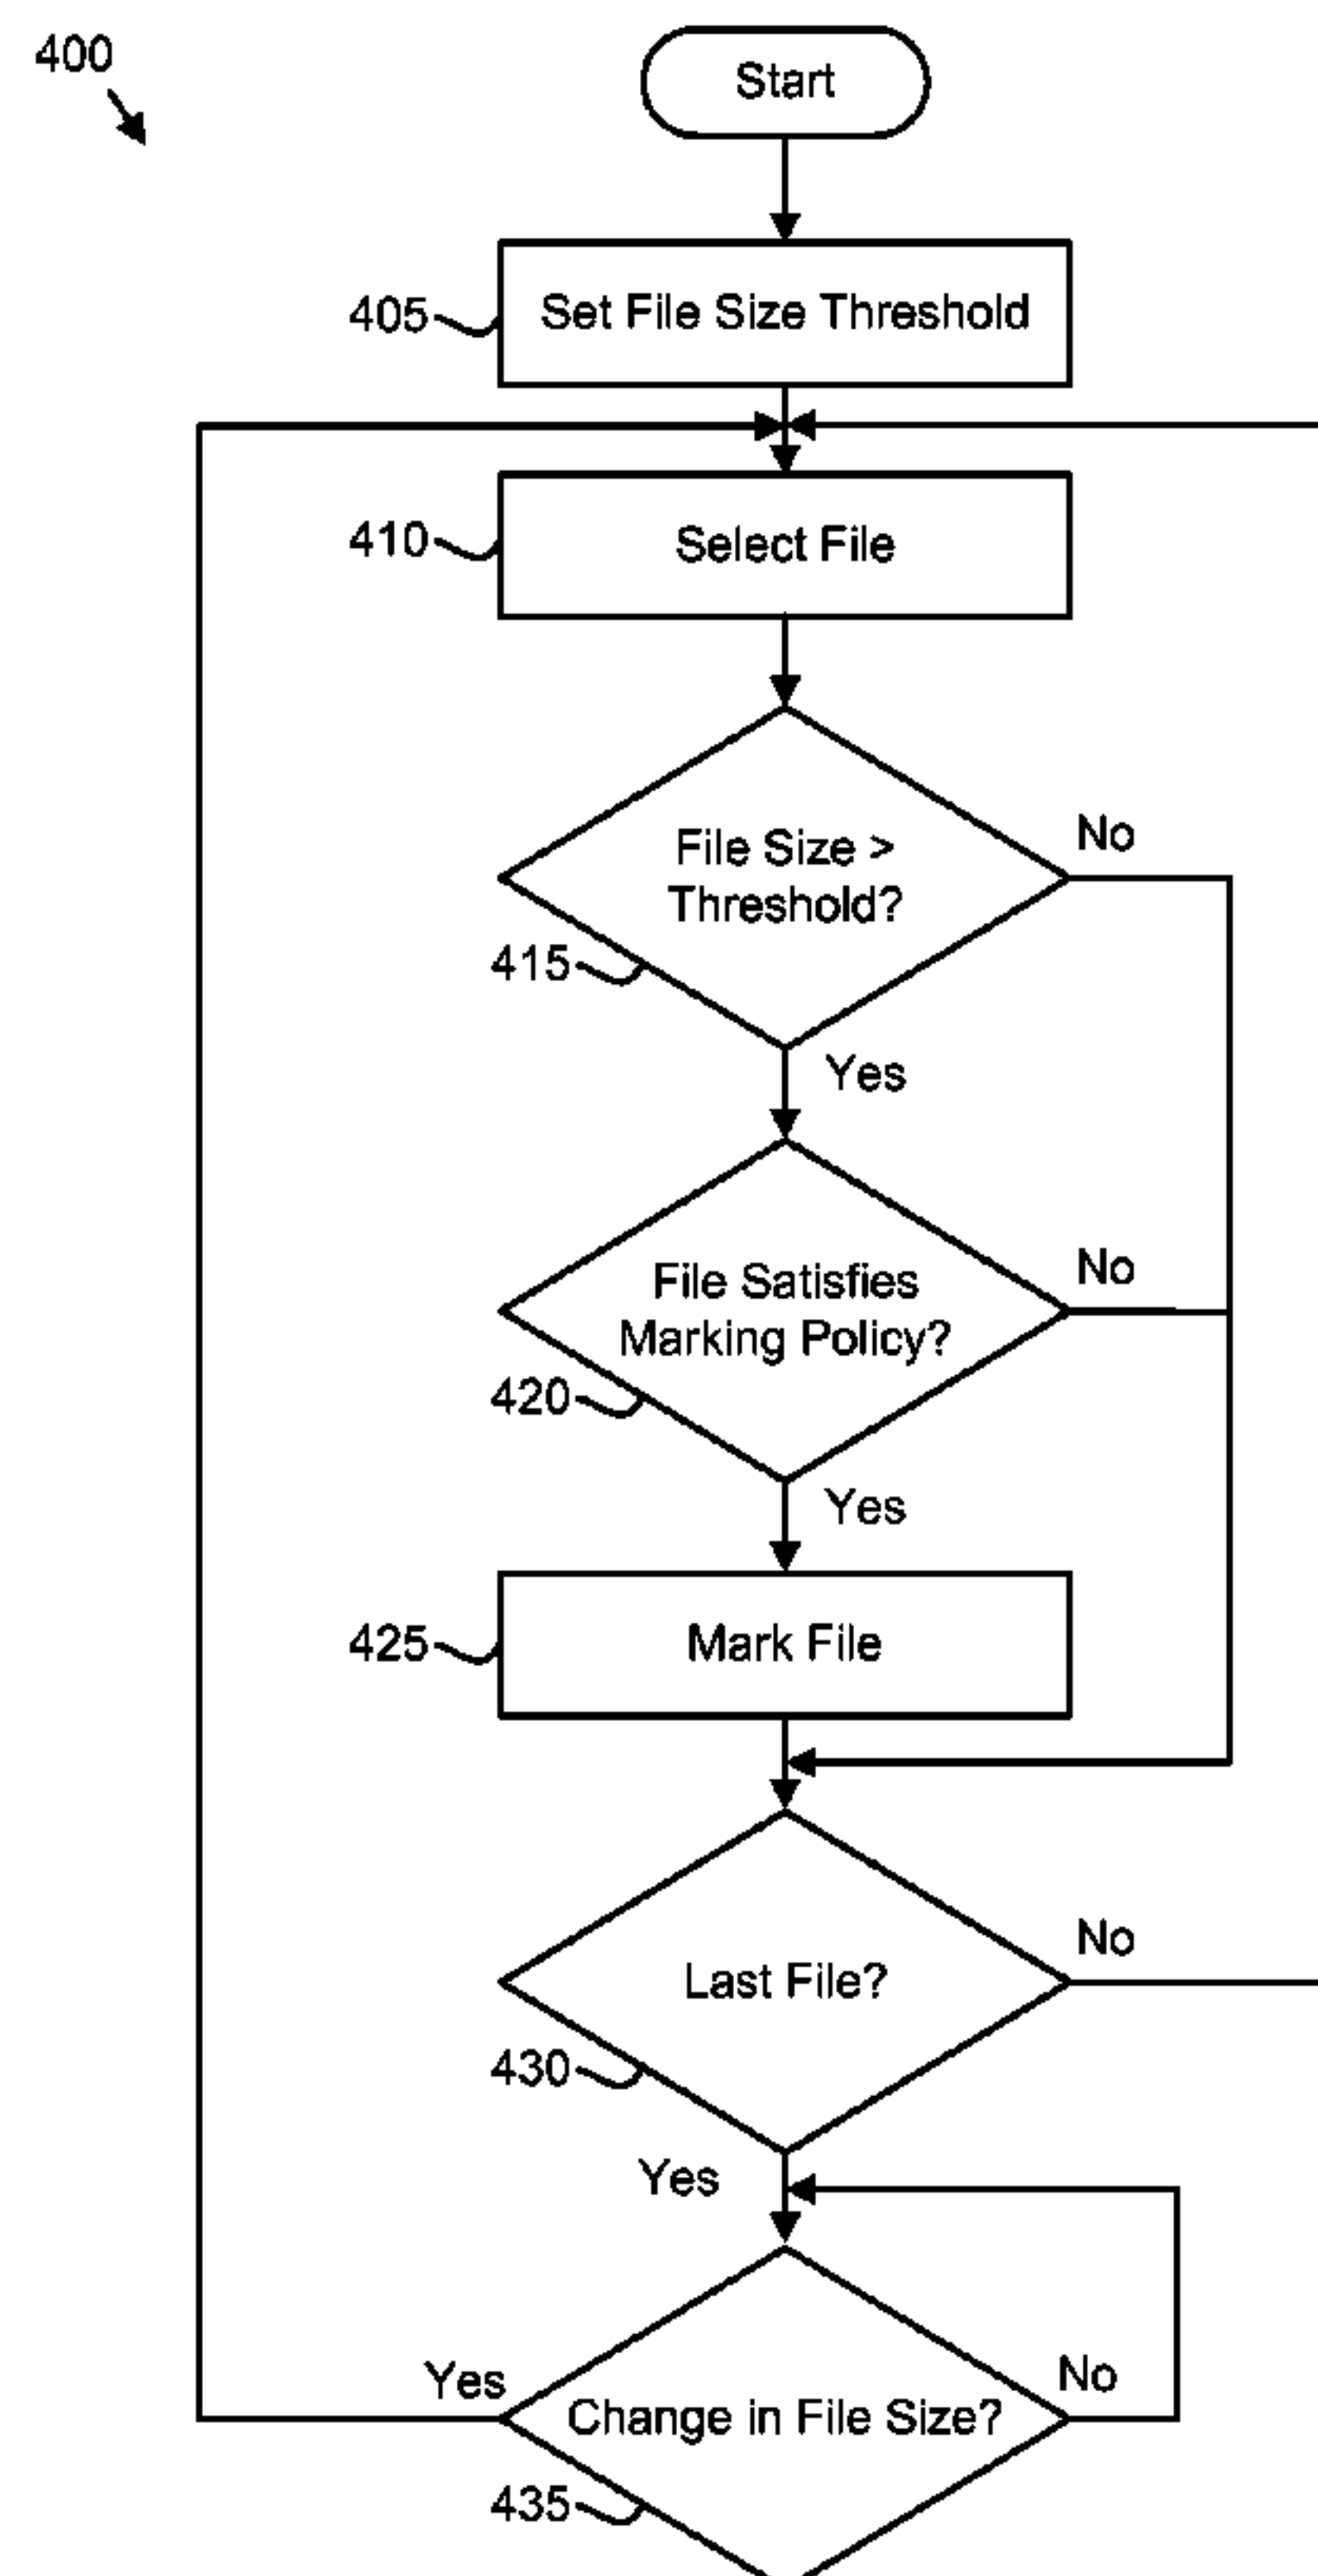 400
Start
405
Set File Size Threshold
410
Select File
File Size >
Threshold?
No
415
Yes
File Satisfies
Marking Policy?
No
420
Yes
425
Mark File
Last File?
No
430
Yes
Yes
Change in File Size?
No
435